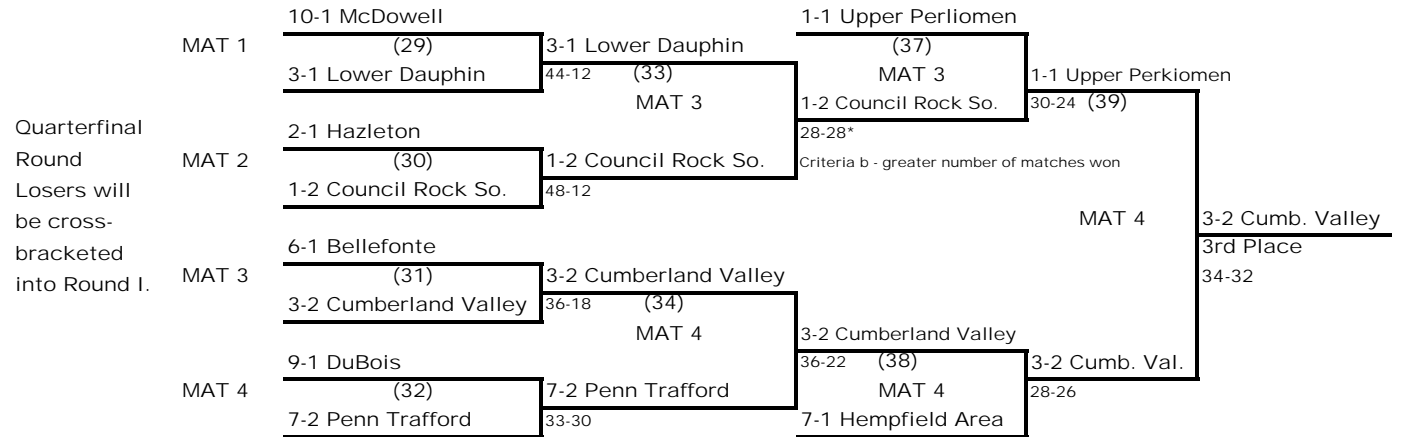 10-1 McDowell
1-1 Upper Perliomen
MAT 1
(29)
3-1 Lower Dauphin
(37)
3-1 Lower Dauphin
44-12
(33)
MAT 3
1-1 Upper Perkiomen
MAT 3
1-2 Council Rock So.
30-24
(39)
Quarterfinal
Round
Losers will
be cross-
bracketed
into Round I.
2-1 Hazleton
28-28*
MAT 2
(30)
1-2 Council Rock So.
Criteria b - greater number of matches won
1-2 Council Rock So.
48-12
MAT 4
3-2 Cumb. Valley
6-1 Bellefonte
3rd Place
MAT 3
(31)
3-2 Cumberland Valley
34-32
3-2 Cumberland Valley
36-18
(34)
MAT 4
3-2 Cumberland Valley
9-1 DuBois
36-22
(38)
3-2 Cumb. Val.
MAT 4
(32)
7-2 Penn Trafford
MAT 4
28-26
7-2 Penn Trafford
33-30
7-1 Hempfield Area